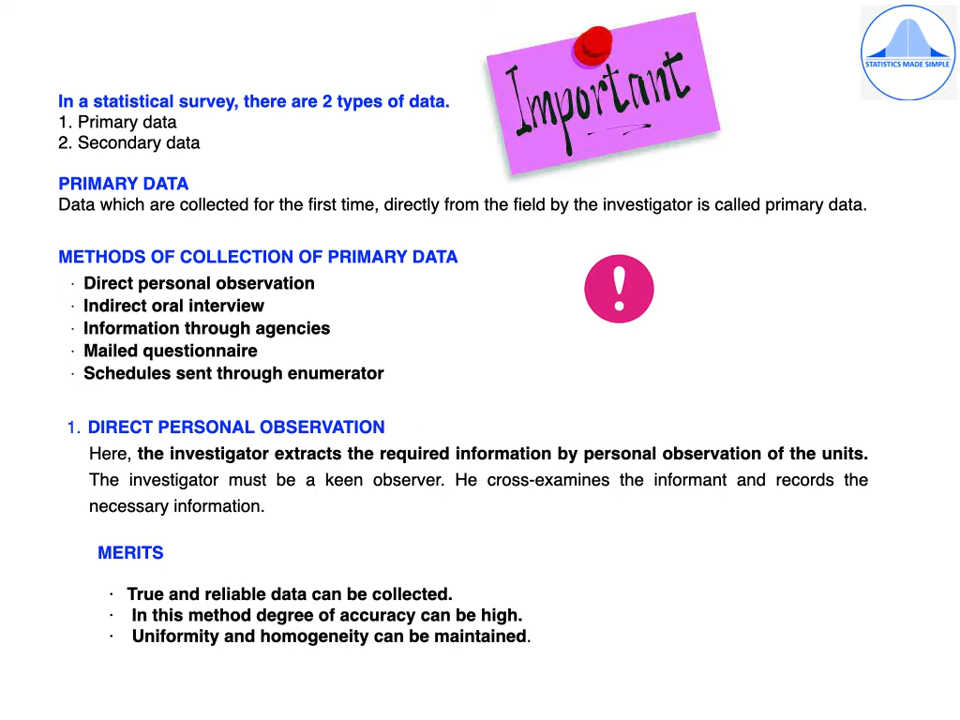 Important
STATISTICS MADE SIMPLE
In a statistical survey, there are 2 types of data.
1. Primary data
2. Secondary data
PRIMARY DATA
Data which are collected for the first time, directly from the field by the investigator is called primary data.
METHODS OF COLLECTION OF PRIMARY DATA
· Direct personal observation
· Indirect oral interview
· Information through agencies
· Mailed questionnaire
· Schedules sent through enumerator
!
1. DIRECT PERSONAL OBSERVATION
Here, the investigator extracts the required information by personal observation of the units.
The investigator must be a keen observer. He cross-examines the informant and records the
necessary information.
MERITS
· True and reliable data can be collected.
· In this method degree of accuracy can be high.
· Uniformity and homogeneity can be maintained.